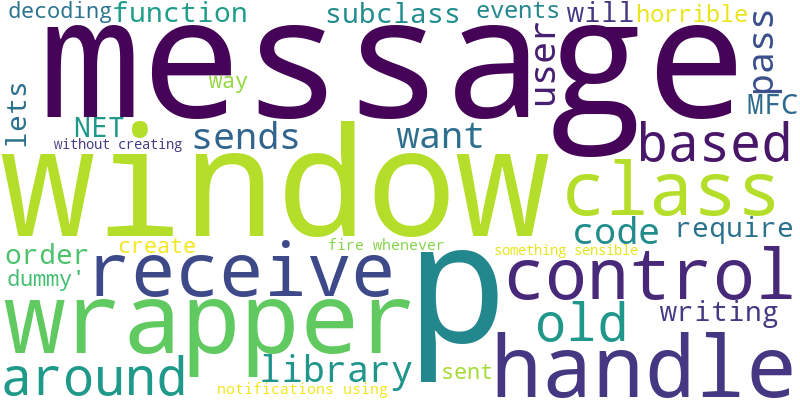 decoding function subclass events will horrible
message user pass
lets way MFC
NET sends want based
without creating
window class
code require
order create fire whenever something sensible
dummy' receive p control
wrapper writing
old
around library sent handle
notifications using